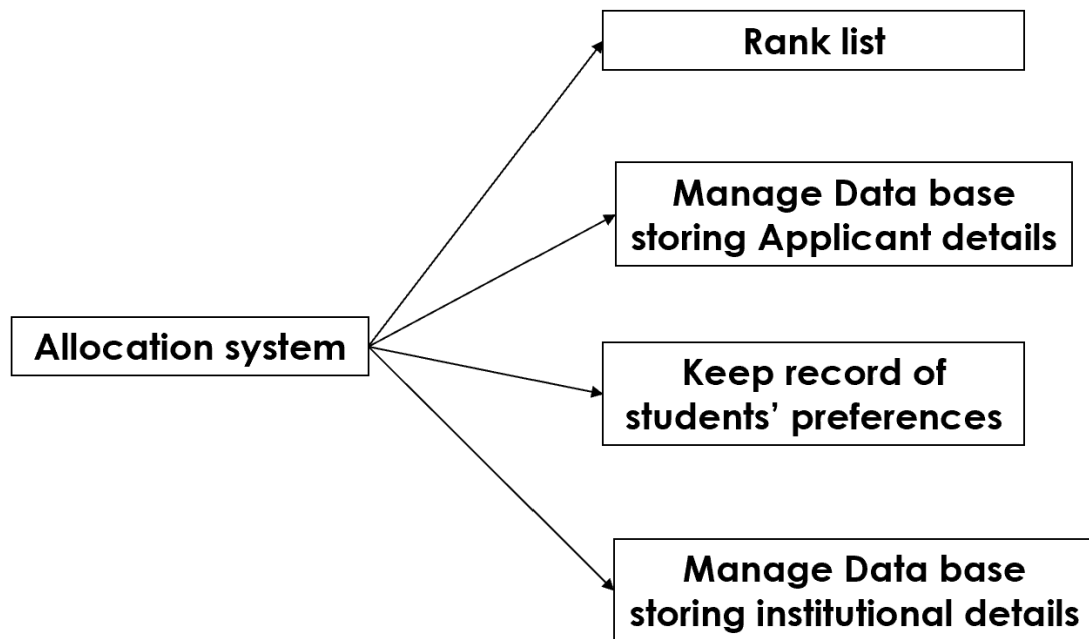 Rank list
Manage Data base
storing Applicant details
Allocation system
Keep record of
students’ preferences
Manage Data base
storing institutional details